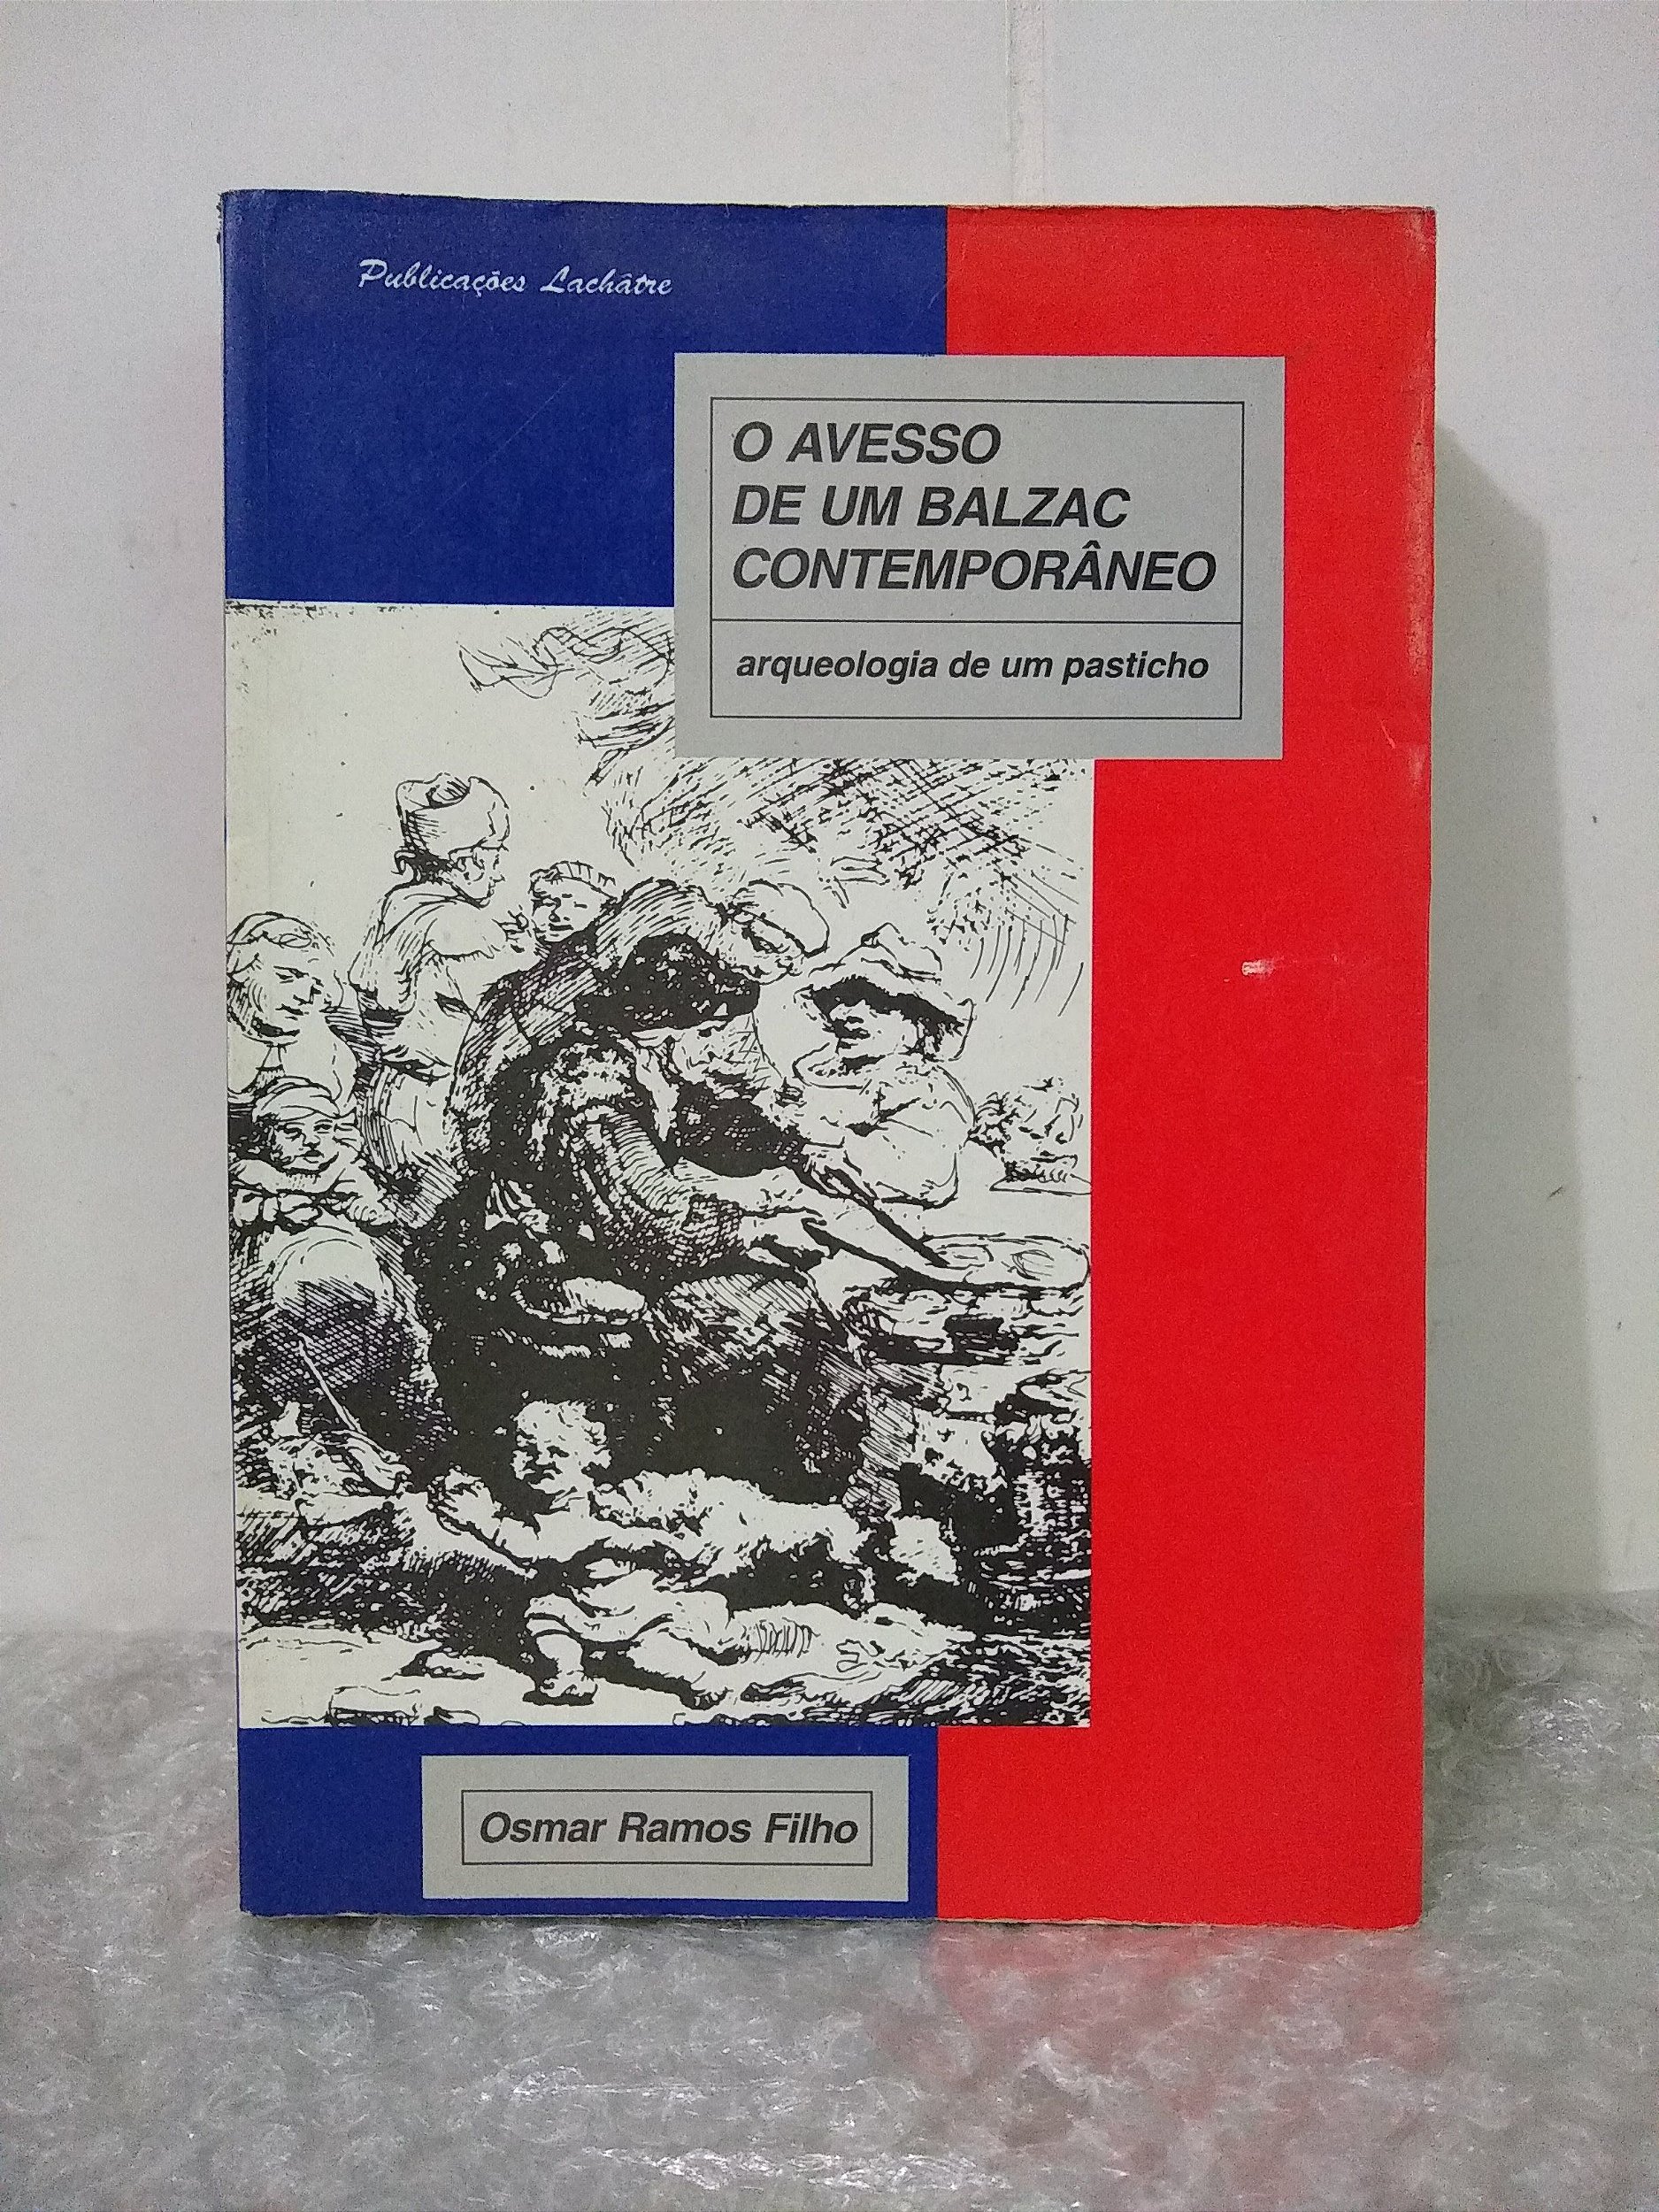 Publicações Lachâtre
O AVESSO
DE UM BALZAC
CONTEMPORÂNEO
arqueologia de um pasticho
Osmar Ramos Filho